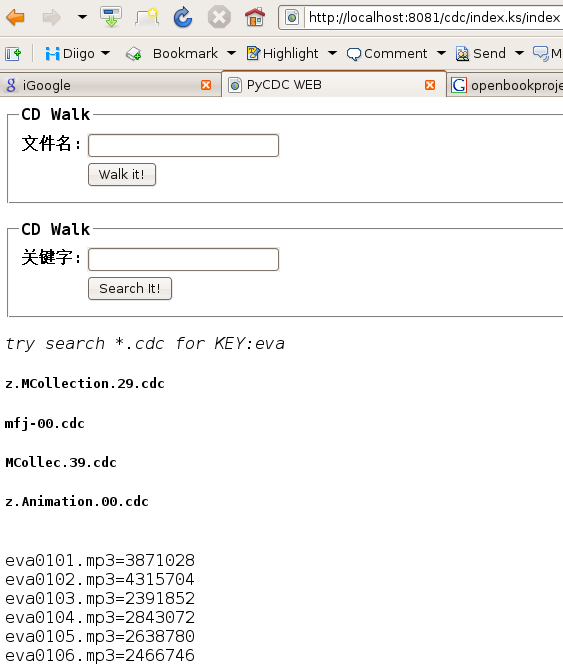 http://localhost:8081/cdc/index.ks/index
Diigo Bookmark Highlight Comment Send M
iGoogle PyCDC WEB openbookproje
CD Walk
文件名:
Walk it!
CD Walk
关键字:
Search It!
try search *.cdc for KEY:eva
z.MCollection.29.cdc
mfj-00.cdc
MCollec.39.cdc
z.Animation.00.cdc
eva0101.mp3=3871028
eva0102.mp3=4315704
eva0103.mp3=2391852
eva0104.mp3=2843072
eva0105.mp3=2638780
eva0106.mp3=2466746